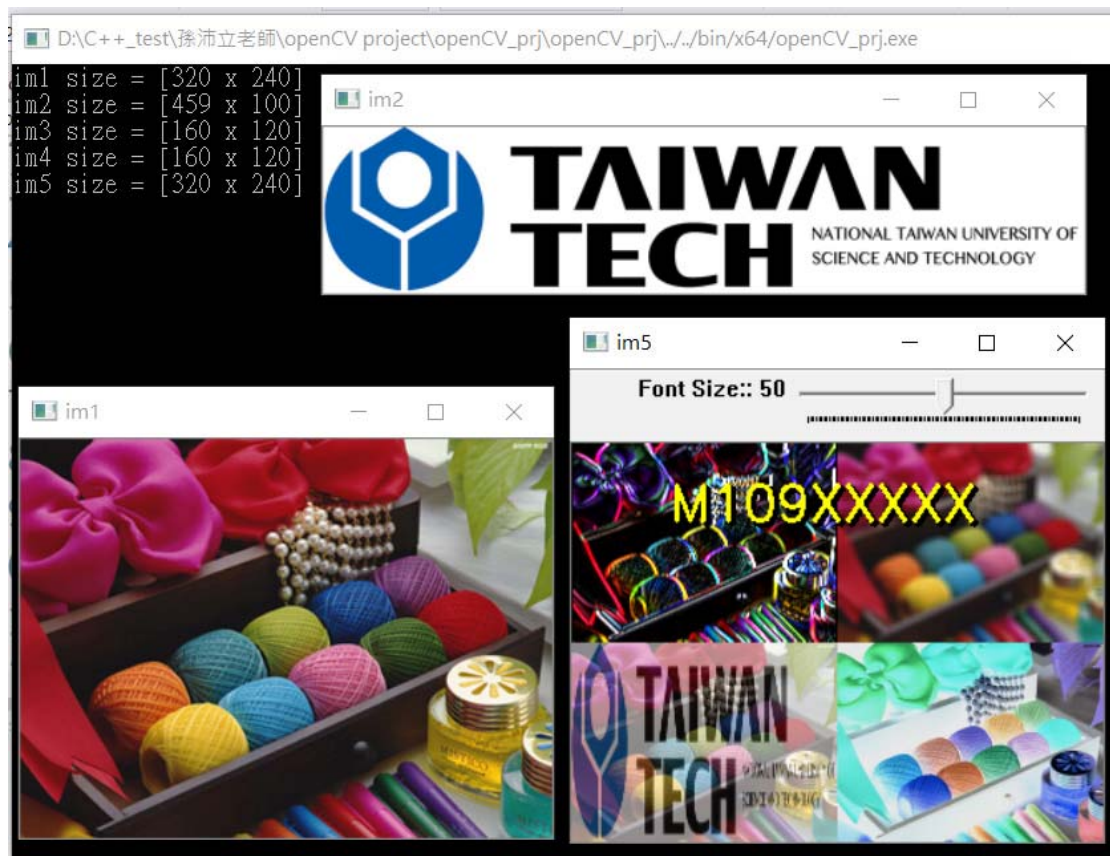 D:\C++_test\孫沛立老師\openCV project\openCV_prj\openCV_prj\../../bin/x64/openCV_prj.exe
im1 size = [320 x 240]
im2 size = [459 x 100]
im3 size = [160 x 120]
im4 size = [160 x 120]
im5 size = [320 x 240]
im2
TAIWAN
TECH
NATIONAL TAIWAN UNIVERSITY OF
SCIENCE AND TECHNOLOGY
im5
Font Size:: 50
im1
M109XXXXX
TAIWAN
TECH